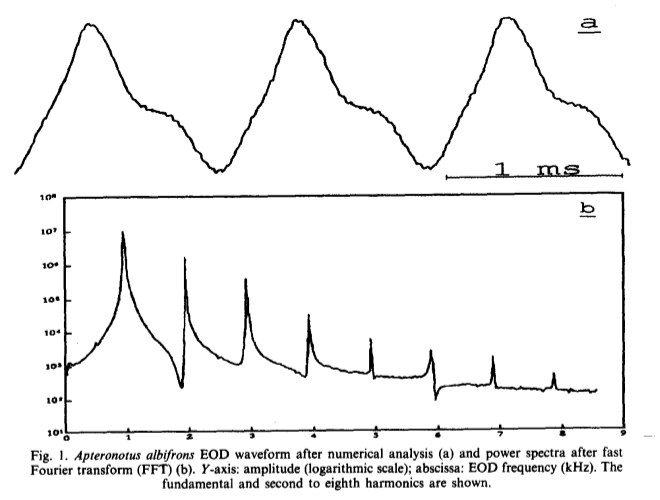 a
1 ms
b
10⁸
10⁷
10⁶
10⁵
10⁴
10³
10²
10¹
0 1 2 3 4 5 6 7 8 9
Fig. 1. Apteronotus albifrons EOD waveform after numerical analysis (a) and power spectra after fast
Fourier transform (FFT) (b). Y-axis: amplitude (logarithmic scale); abscissa: EOD frequency (kHz). The
fundamental and second to eighth harmonics are shown.